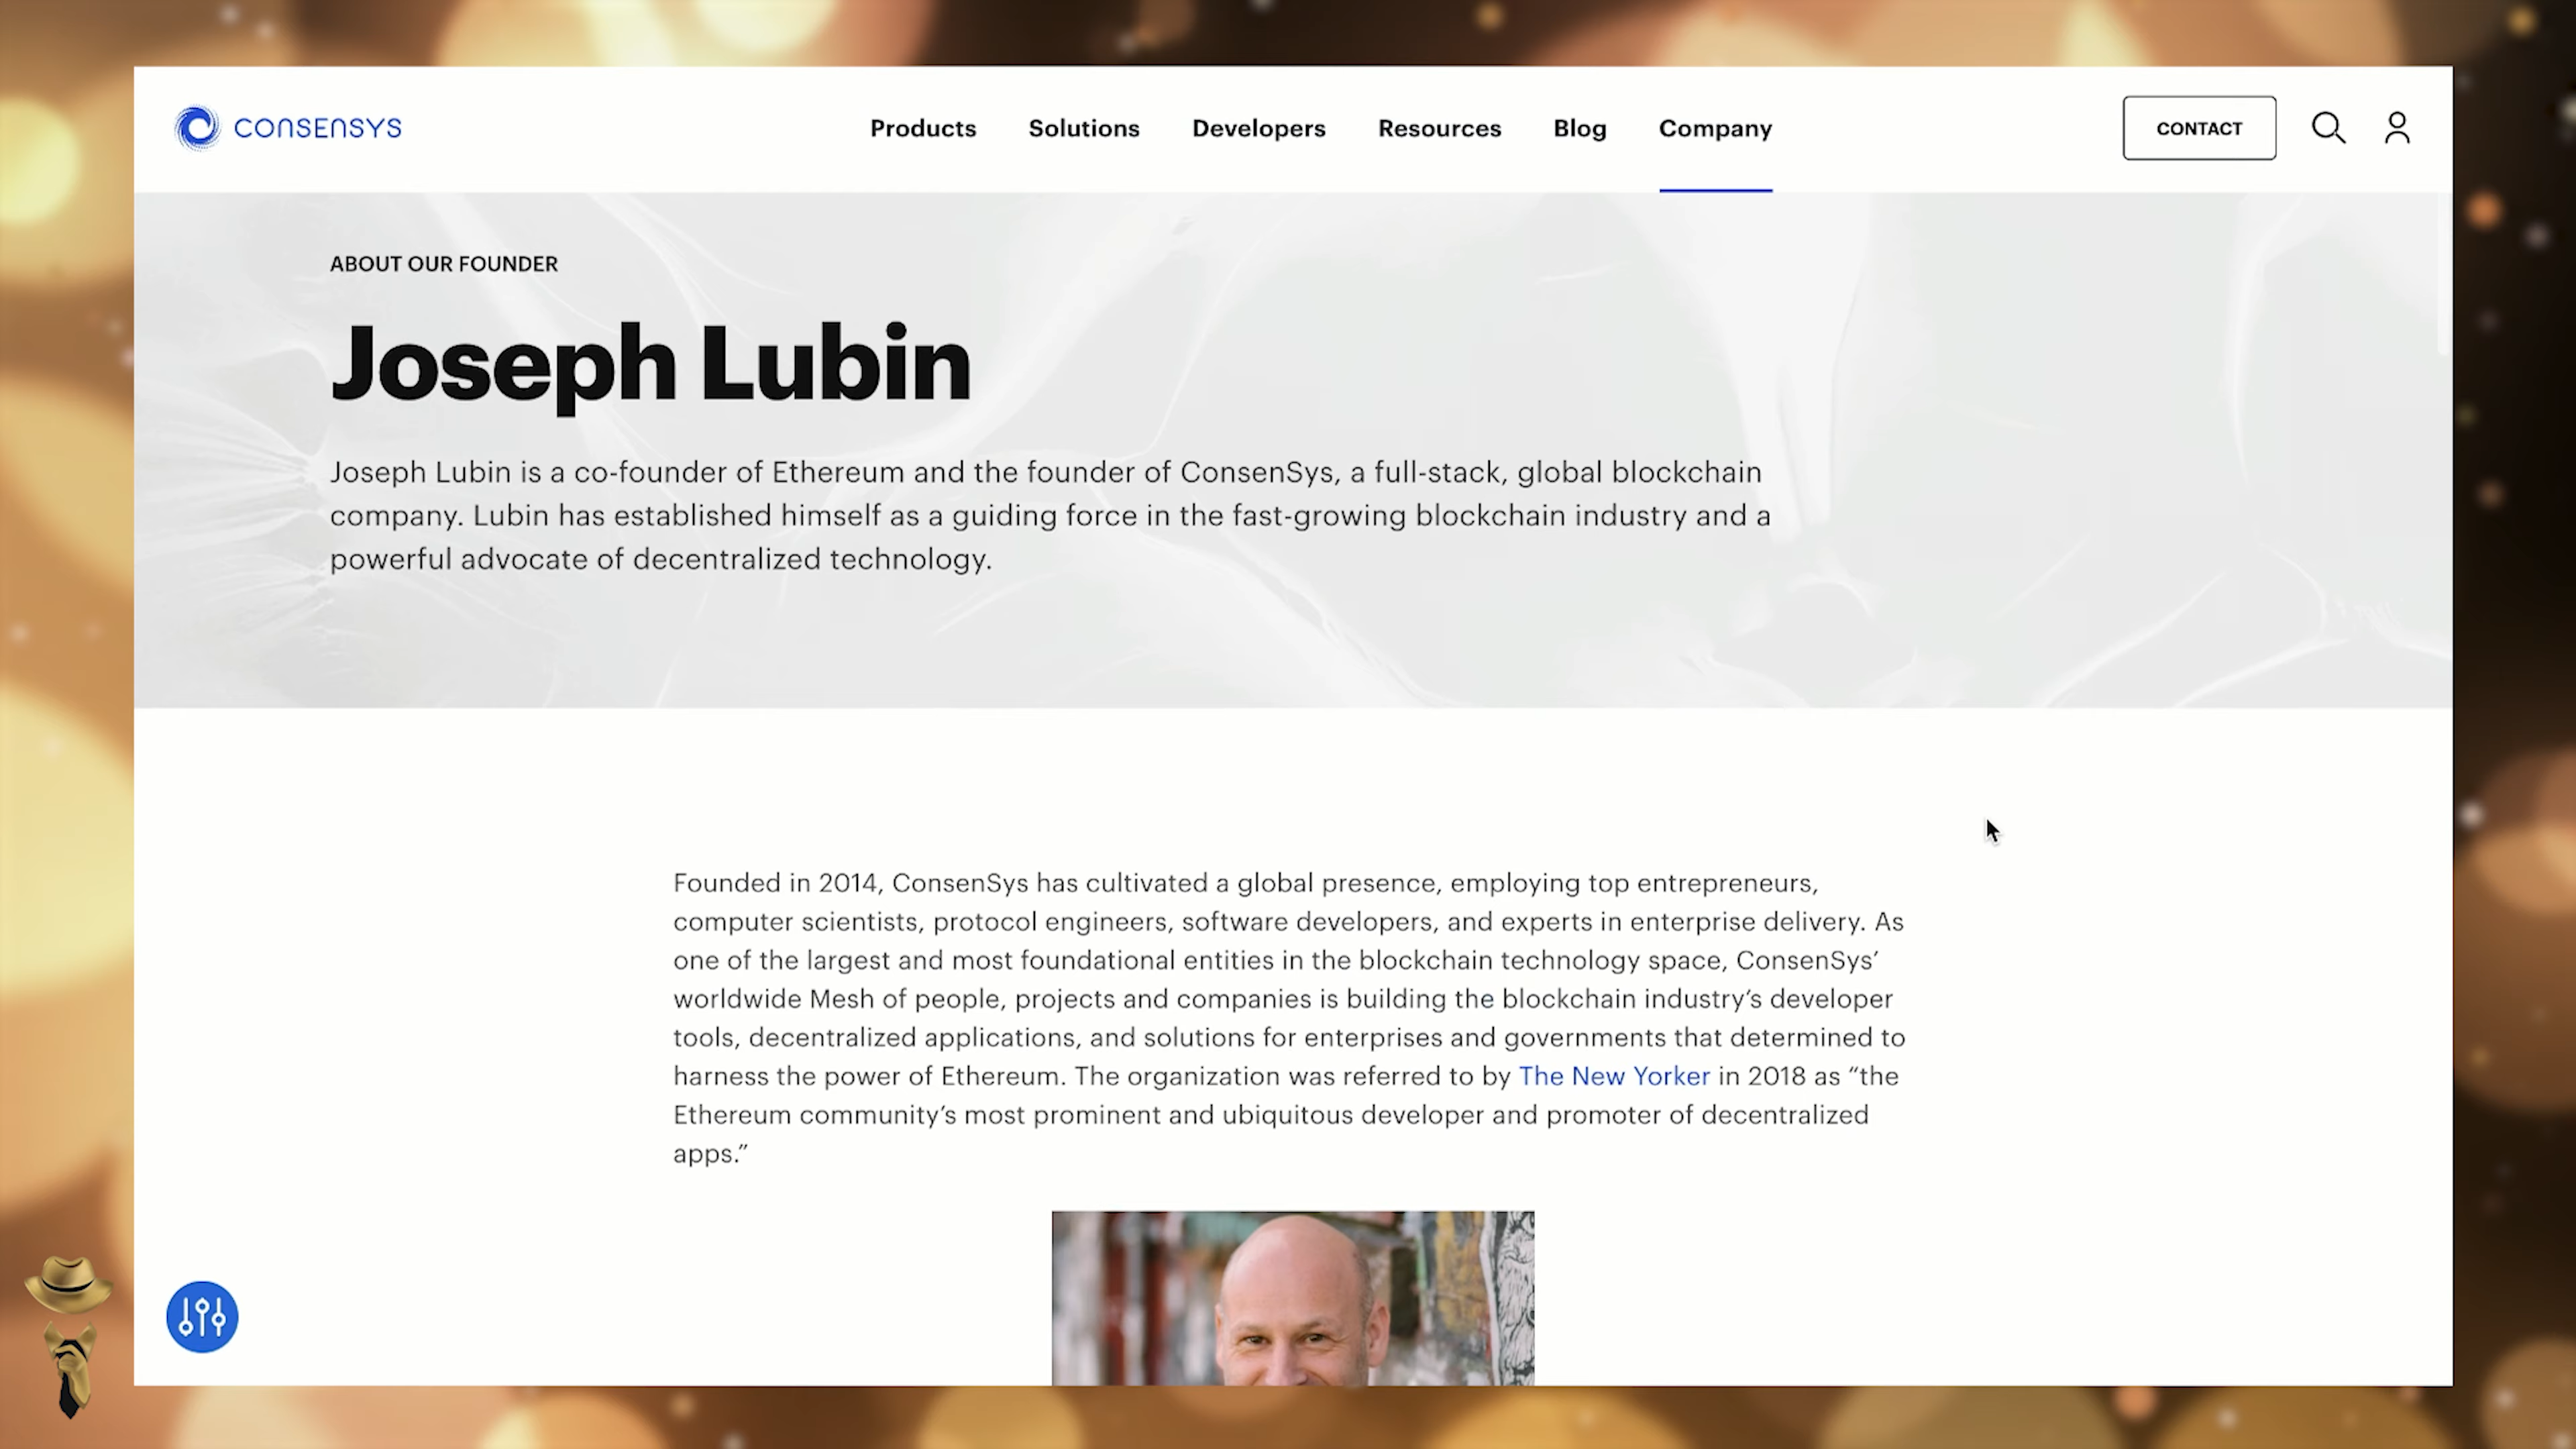 CONSENSYS
Products
Solutions
Developers
Resources
Blog
Company
CONTACT
ABOUT OUR FOUNDER
Joseph Lubin
Joseph Lubin is a co-founder of Ethereum and the founder of ConsenSys, a full-stack, global blockchain
company. Lubin has established himself as a guiding force in the fast-growing blockchain industry and a
powerful advocate of decentralized technology.
Founded in 2014, ConsenSys has cultivated a global presence, employing top entrepreneurs,
computer scientists, protocol engineers, software developers, and experts in enterprise delivery. As
one of the largest and most foundational entities in the blockchain technology space, ConsenSys’
worldwide Mesh of people, projects and companies is building the blockchain industry’s developer
tools, decentralized applications, and solutions for enterprises and governments that determined to
harness the power of Ethereum. The organization was referred to by The New Yorker in 2018 as “the
Ethereum community’s most prominent and ubiquitous developer and promoter of decentralized
apps.”